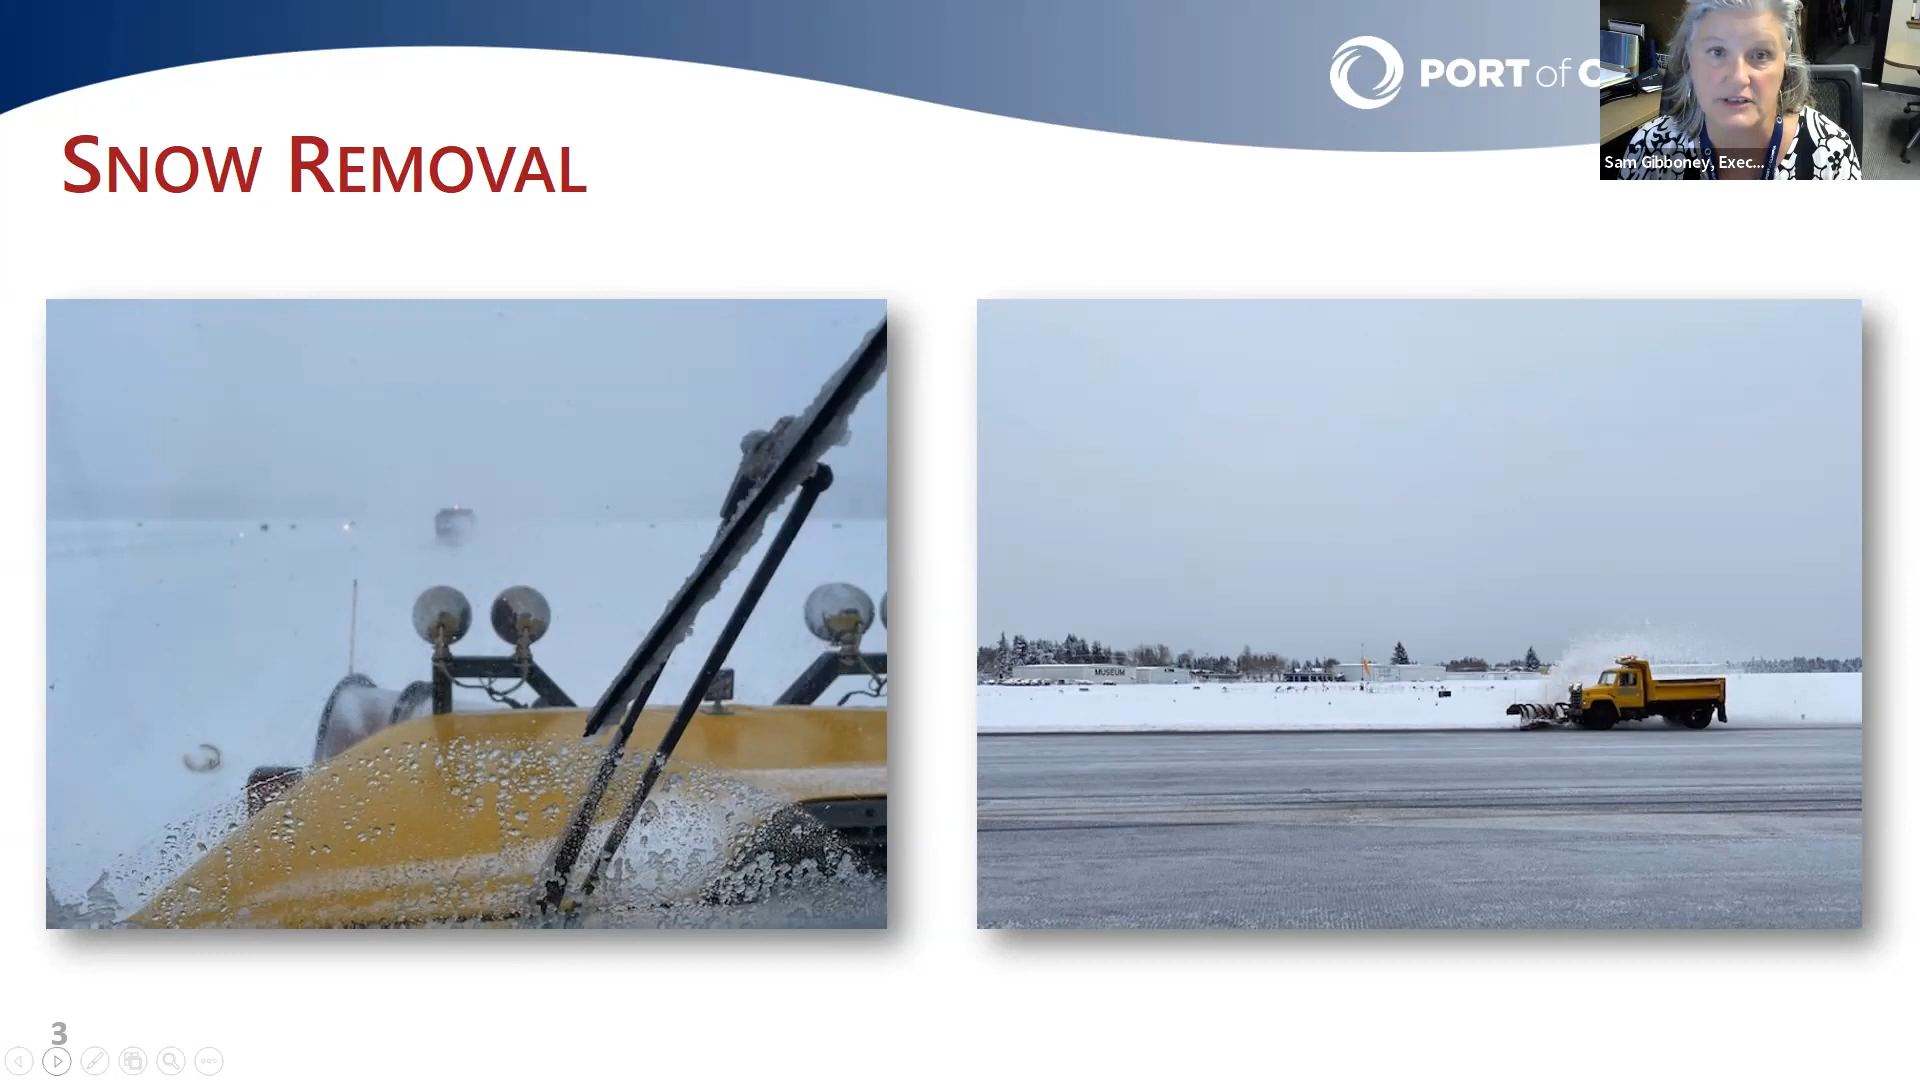 PORT of C
SNOW REMOVAL
Sam Gibboney, Exec...
MUSEUM
3